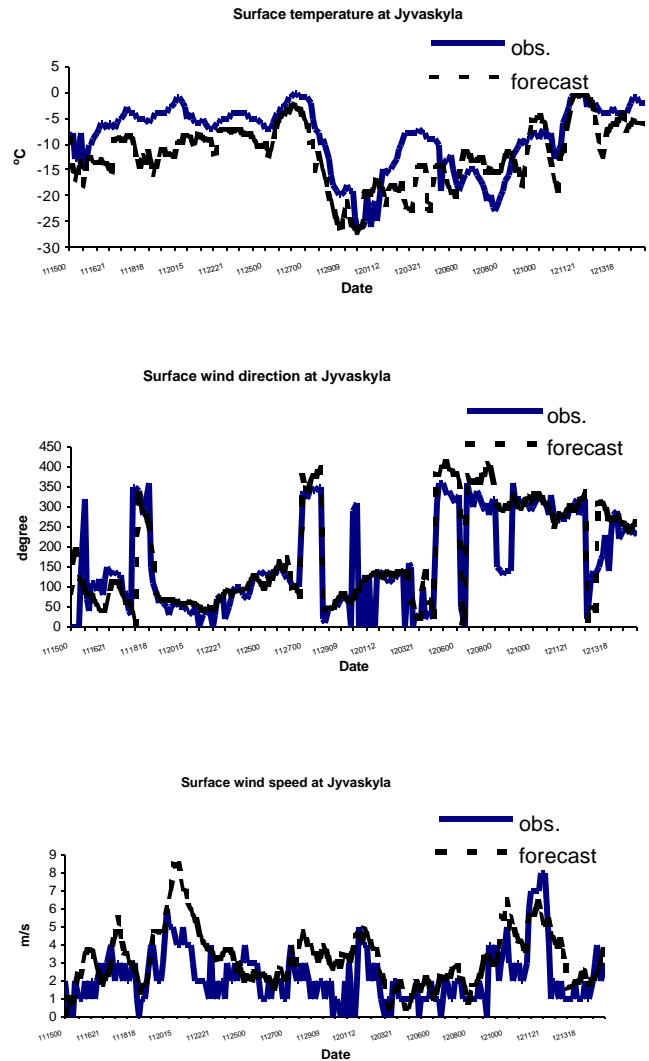 Surface temperature at Jyvaskyla
obs.
forecast
5
0
-5
-10
-15
-20
-25
-30
ºC
111500 111621 111818 112015 112221 112500 112700 112909 120112 120321 120600 120800 121000 121121 121318
Date
Surface wind direction at Jyvaskyla
obs.
forecast
450
400
350
300
250
200
150
100
50
0
degree
111500 111621 111818 112015 112221 112500 112700 112909 120112 120321 120600 120800 121000 121121 121318
Date
Surface wind speed at Jyvaskyla
obs.
forecast
9
8
7
6
5
4
3
2
1
0
m/s
111500 111621 111818 112015 112221 112500 112700 112909 120112 120321 120600 120800 121000 121121 121318
Date